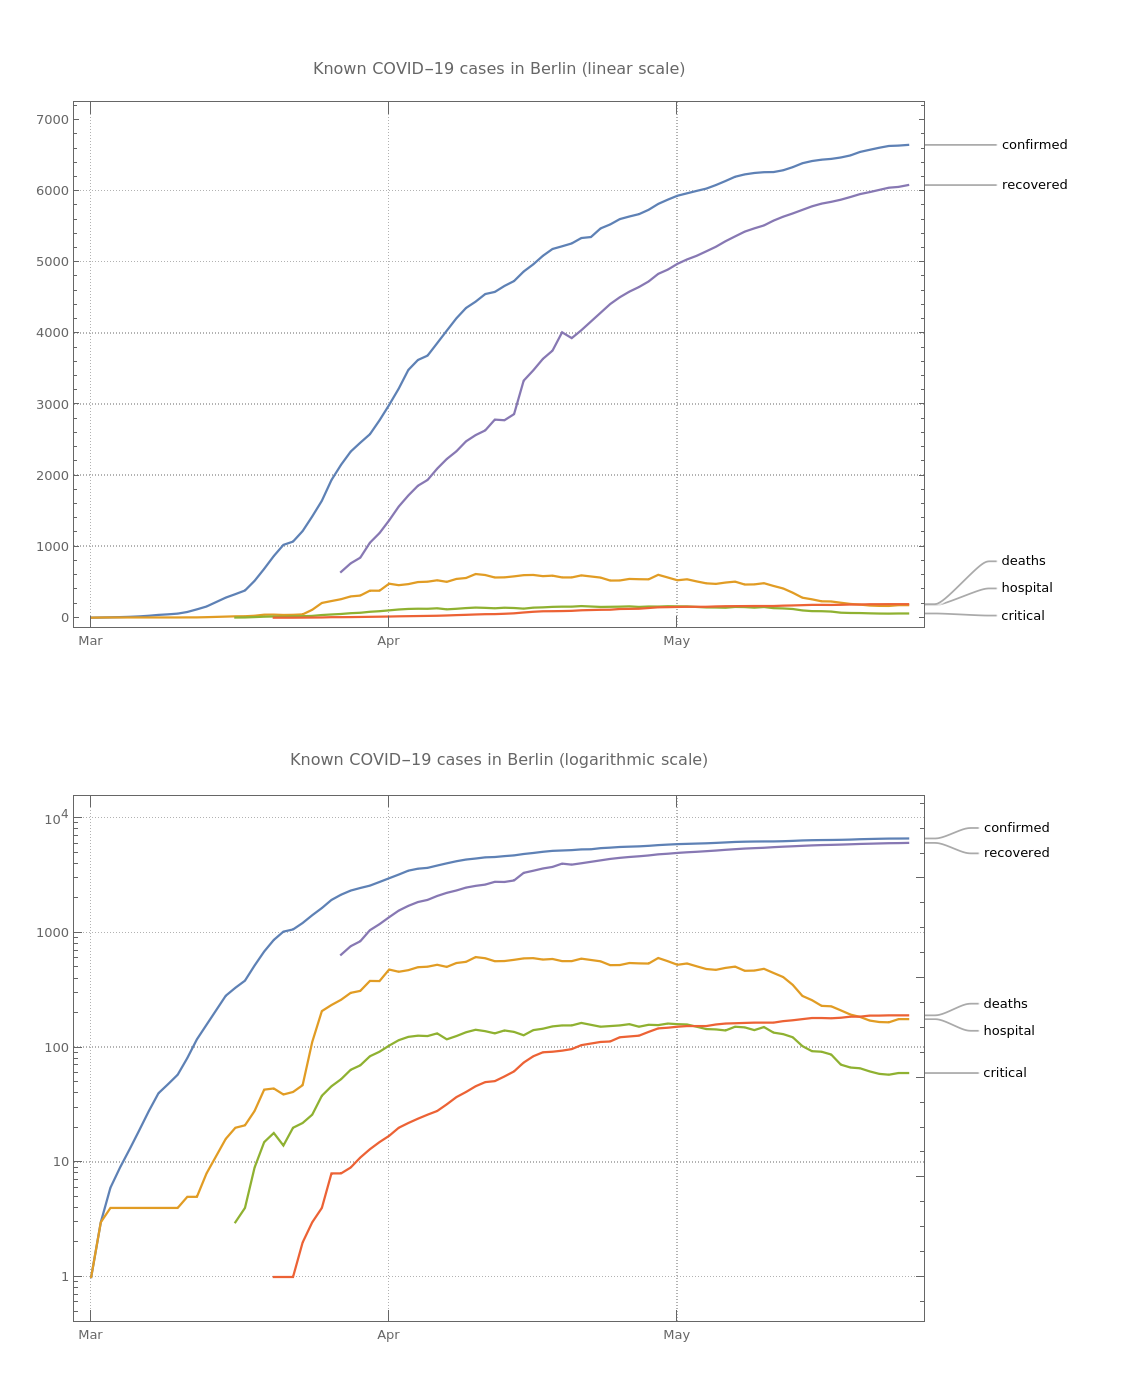 Known COVID−19 cases in Berlin (linear scale)
7000
6000
5000
4000
3000
2000
1000
0
Mar Apr May
confirmed
recovered
deaths
hospital
critical
Known COVID−19 cases in Berlin (logarithmic scale)
10⁴
1000
100
10
1
Mar Apr May
confirmed
recovered
deaths
hospital
critical